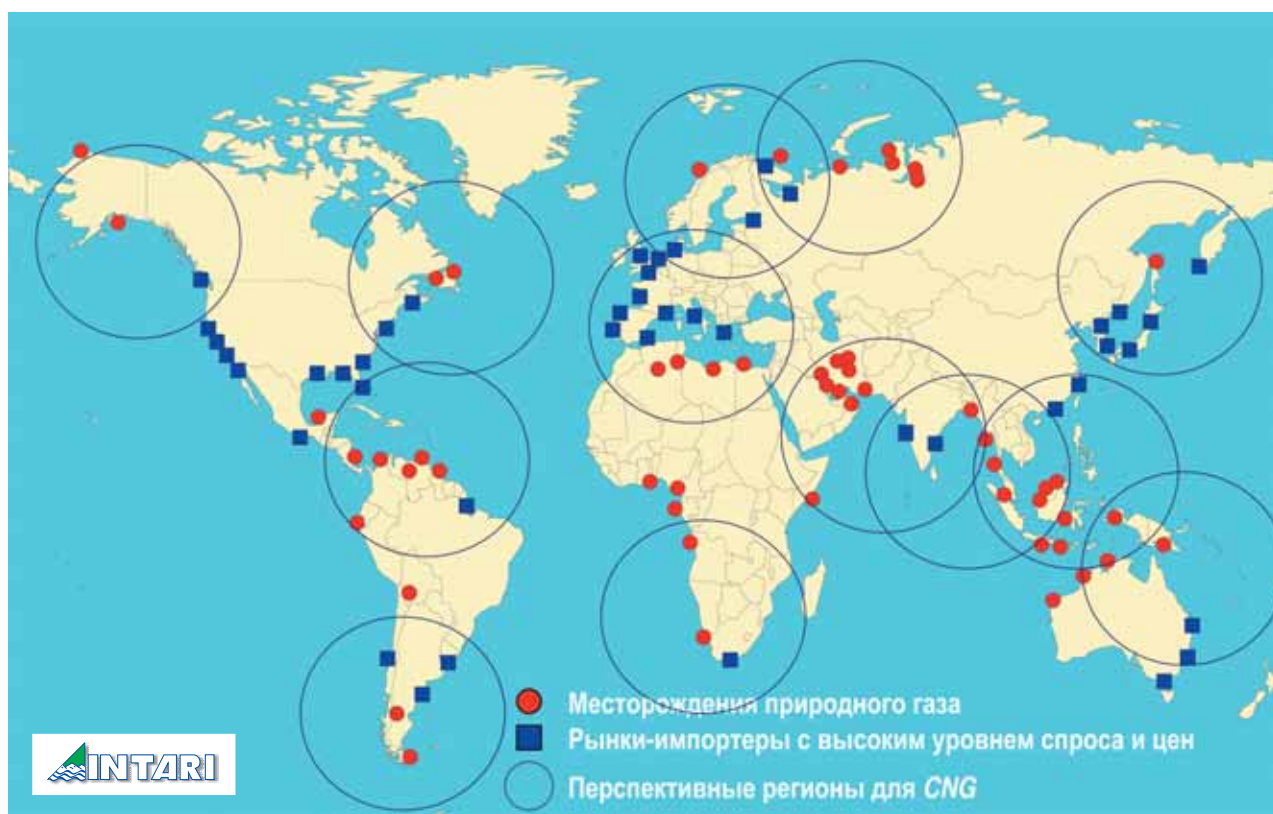 Месторождения природного газа
Рынки-импортеры с высоким уровнем спроса и цен
Перспективные регионы для CNG
INTARI